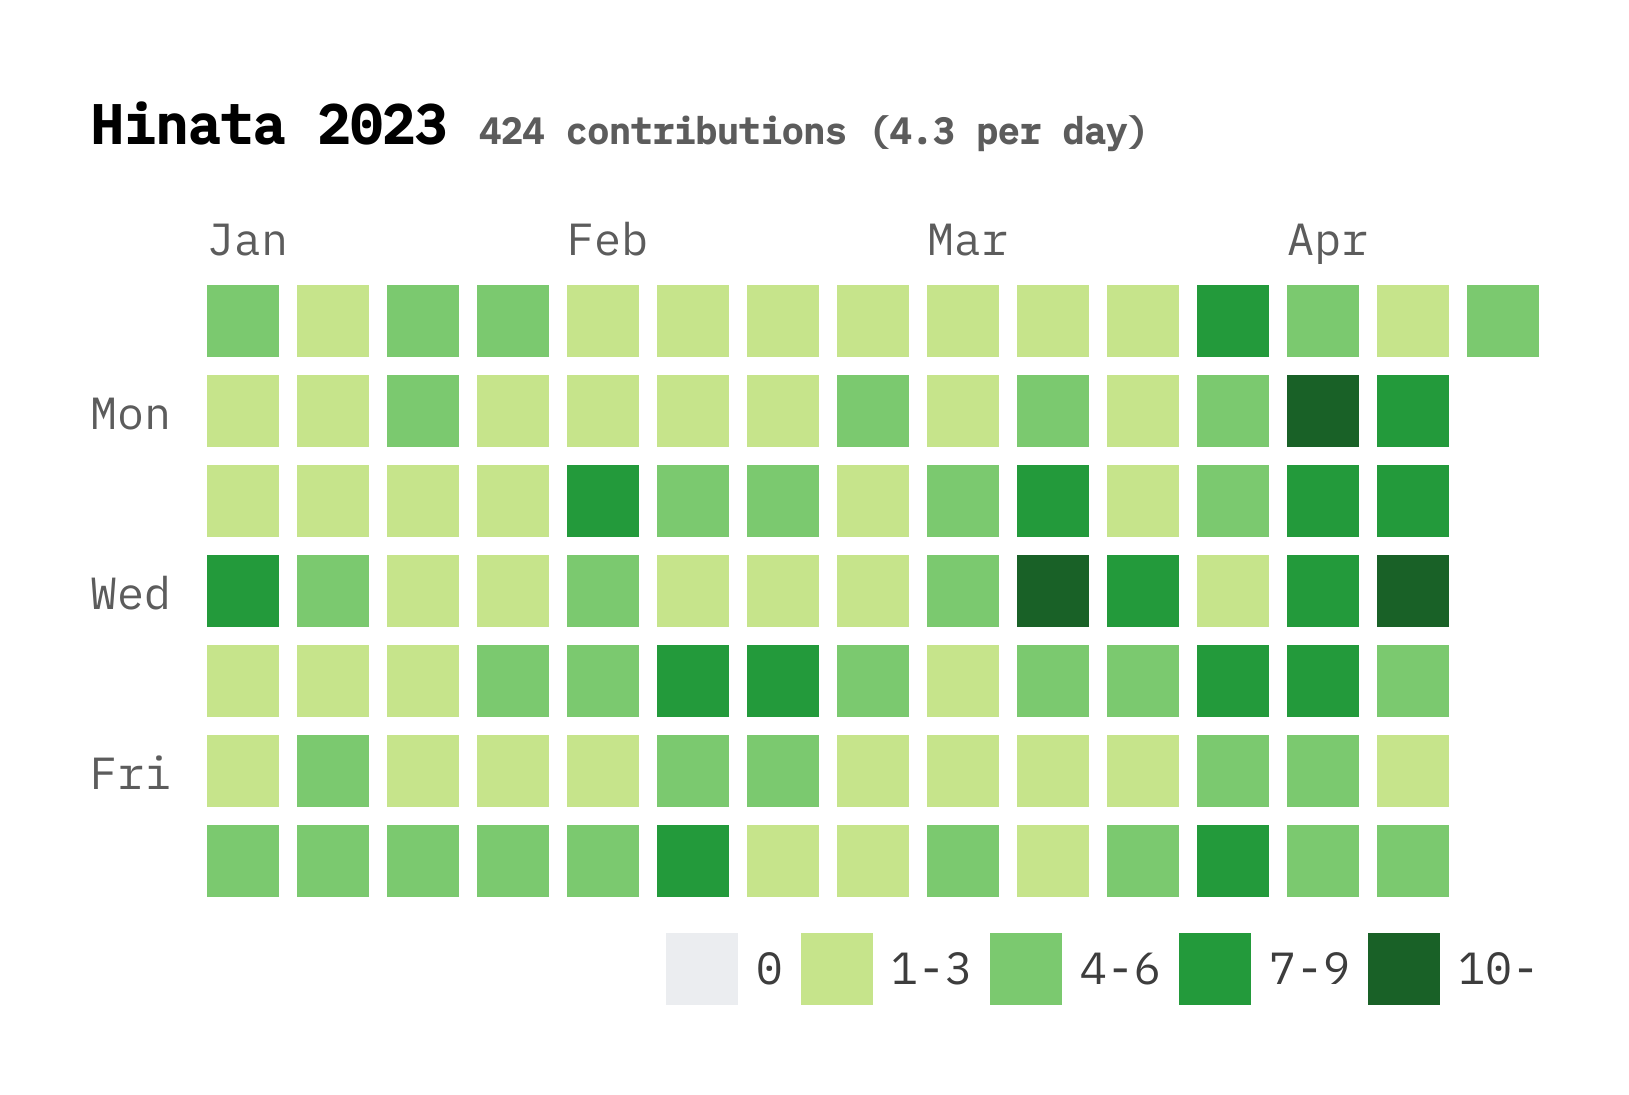 Hinata 2023 424 contributions (4.3 per day)
Jan Feb Mar Apr
Mon
Wed
Fri
0 1-3 4-6 7-9 10-